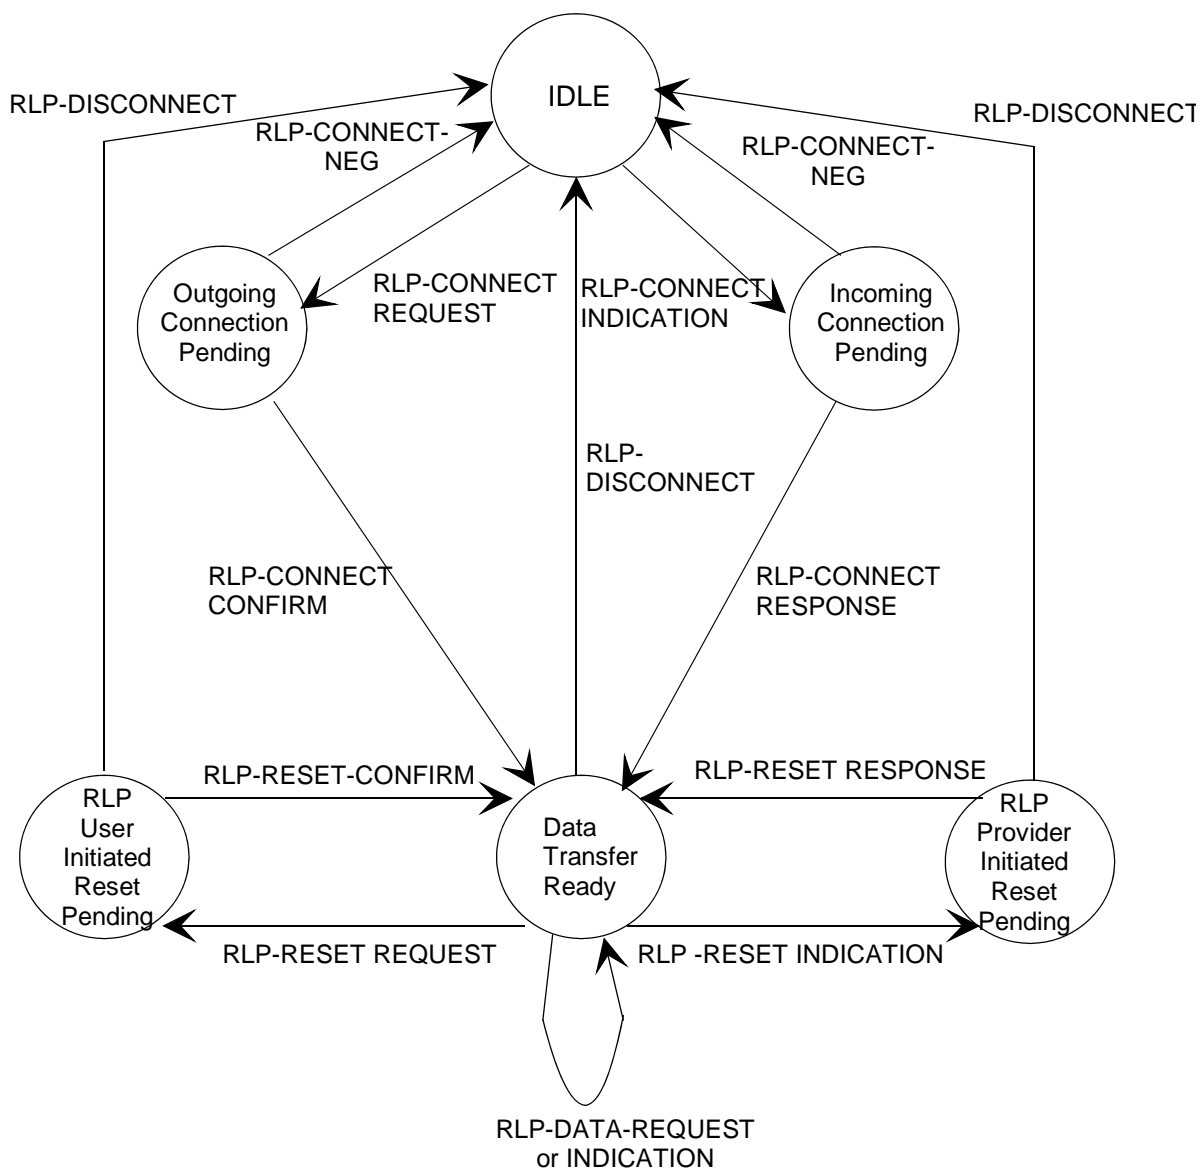 IDLE
RLP-DISCONNECT
RLP-CONNECT-
NEG
RLP-CONNECT-
NEG
RLP-DISCONNECT
Outgoing
Connection
Pending
RLP-CONNECT
REQUEST
RLP-CONNECT
INDICATION
Incoming
Connection
Pending
RLP-
DISCONNECT
RLP-CONNECT
CONFIRM
RLP-CONNECT
RESPONSE
RLP-RESET-CONFIRM
RLP-RESET RESPONSE
RLP
User
Initiated
Reset
Pending
Data
Transfer
Ready
RLP
Provider
Initiated
Reset
Pending
RLP-RESET REQUEST
RLP -RESET INDICATION
RLP-DATA-REQUEST
or INDICATION